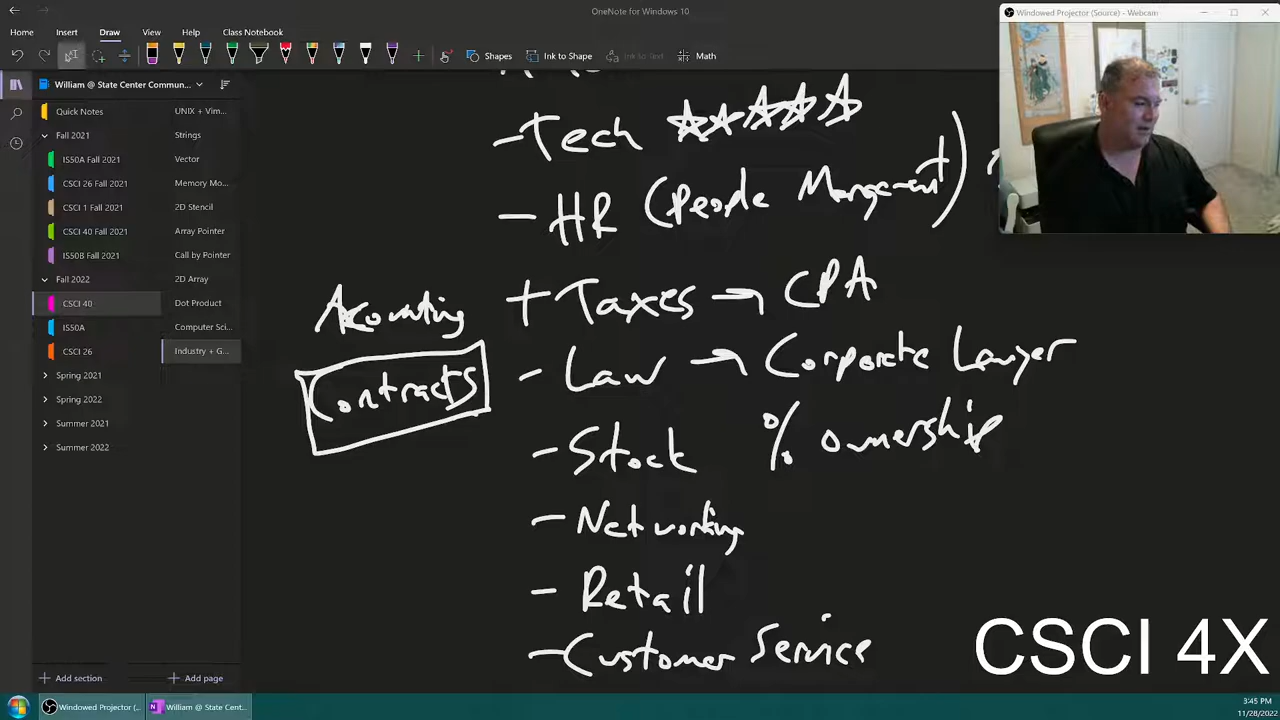 OneNote for Windows 10
Windowed Projector (Source) - Webcam
Home
Insert
Draw
View
Help
Class Notebook
Shapes
Ink to Shape
Ink to Text
Math
William @ State Center Commun...
Quick Notes
Fall 2021
IS50A Fall 2021
CSCI 26 Fall 2021
CSCI 1 Fall 2021
CSCI 40 Fall 2021
IS50B Fall 2021
Fall 2022
CSCI 40
IS50A
CSCI 26
Spring 2021
Spring 2022
Summer 2021
Summer 2022
UNIX + Vim...
Strings
Vector
Memory Mo...
2D Stencil
Array Pointer
Call by Pointer
2D Array
Dot Product
Computer Sci...
Industry + G...
- Tech
- HR (People Mangement)
Accounting
+ Taxes → CPA
Contracts
- Law → Corporate Lawyer
- Stock % ownership
- Networking
- Retail
- Customer Service
CSCI 4X
Add section
Add page
Windowed Projector (...
William @ State Cent...
3:45 PM
11/28/2022